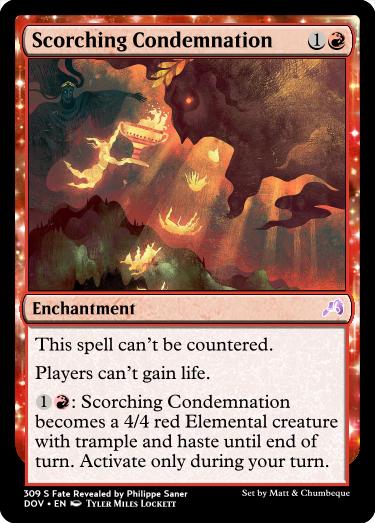 Scorching Condemnation 1
Enchantment
This spell can't be countered.
Players can't gain life.
1 : Scorching Condemnation
becomes a 4/4 red Elemental creature
with trample and haste until end of
turn. Activate only during your turn.
309 S Fate Revealed by Philippe Saner
Set by Matt & Chumbeque
DOV • EN TYLER MILES LOCKETT